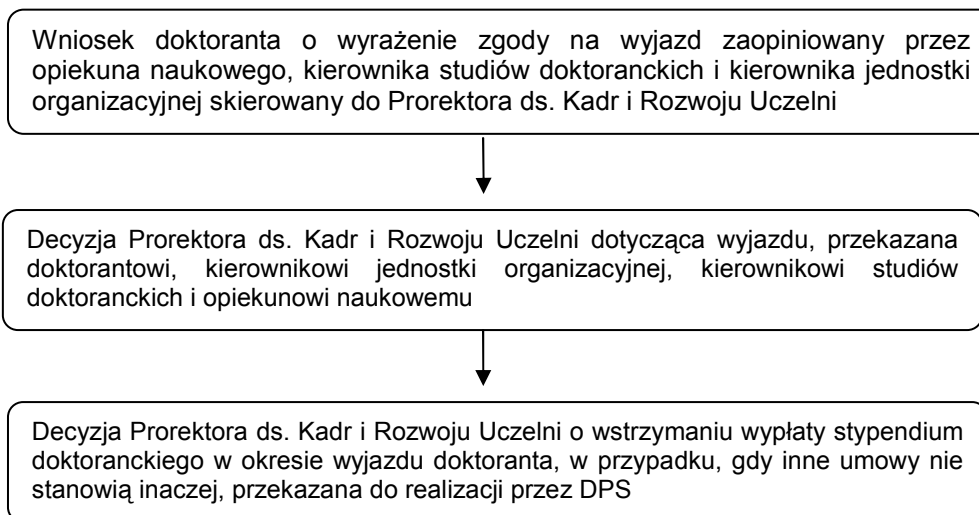 Wniosek doktoranta o wyrażenie zgody na wyjazd zaopiniowany przez
opiekuna naukowego, kierownika studiów doktoranckich i kierownika jednostki
organizacyjnej skierowany do Prorektora ds. Kadr i Rozwoju Uczelni
Decyzja Prorektora ds. Kadr i Rozwoju Uczelni dotycząca wyjazdu, przekazana
doktorantowi, kierownikowi jednostki organizacyjnej, kierownikowi studiów
doktoranckich i opiekunowi naukowemu
Decyzja Prorektora ds. Kadr i Rozwoju Uczelni o wstrzymaniu wypłaty stypendium
doktoranckiego w okresie wyjazdu doktoranta, w przypadku, gdy inne umowy nie
stanowią inaczej, przekazana do realizacji przez DPS